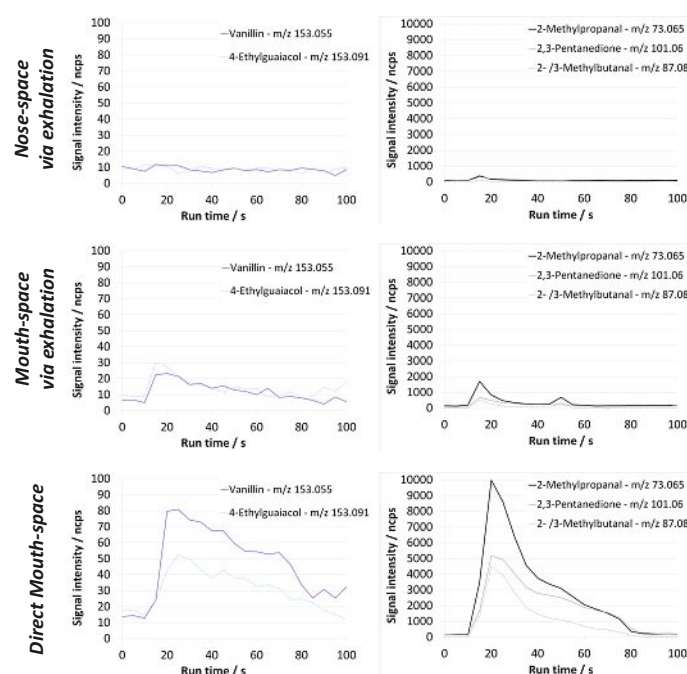 Nose-space
via exhalation
Signal intensity / ncps
100
90
80
70
60
50
40
30
20
10
0
Vanillin - m/z 153.055
4-Ethylguaiacol - m/z 153.091
0 20 40 60 80 100
Run time / s
Signal intensity / ncps
10000
9000
8000
7000
6000
5000
4000
3000
2000
1000
0
2-Methylpropanal - m/z 73.065
2,3-Pentanedione - m/z 101.06
2- /3-Methylbutanal - m/z 87.08
0 20 40 60 80 100
Run time / s
Mouth-space
via exhalation
Signal intensity / ncps
100
90
80
70
60
50
40
30
20
10
0
Vanillin - m/z 153.055
4-Ethylguaiacol - m/z 153.091
0 20 40 60 80 100
Run time / s
Signal intensity / ncps
10000
9000
8000
7000
6000
5000
4000
3000
2000
1000
0
2-Methylpropanal - m/z 73.065
2,3-Pentanedione - m/z 101.06
2- /3-Methylbutanal - m/z 87.08
0 20 40 60 80 100
Run time / s
Direct Mouth-space
Signal intensity / ncps
100
90
80
70
60
50
40
30
20
10
0
Vanillin - m/z 153.055
4-Ethylguaiacol - m/z 153.091
0 20 40 60 80 100
Run time / s
Signal intensity / ncps
10000
9000
8000
7000
6000
5000
4000
3000
2000
1000
0
2-Methylpropanal - m/z 73.065
2,3-Pentanedione - m/z 101.06
2- /3-Methylbutanal - m/z 87.08
0 20 40 60 80 100
Run time / s